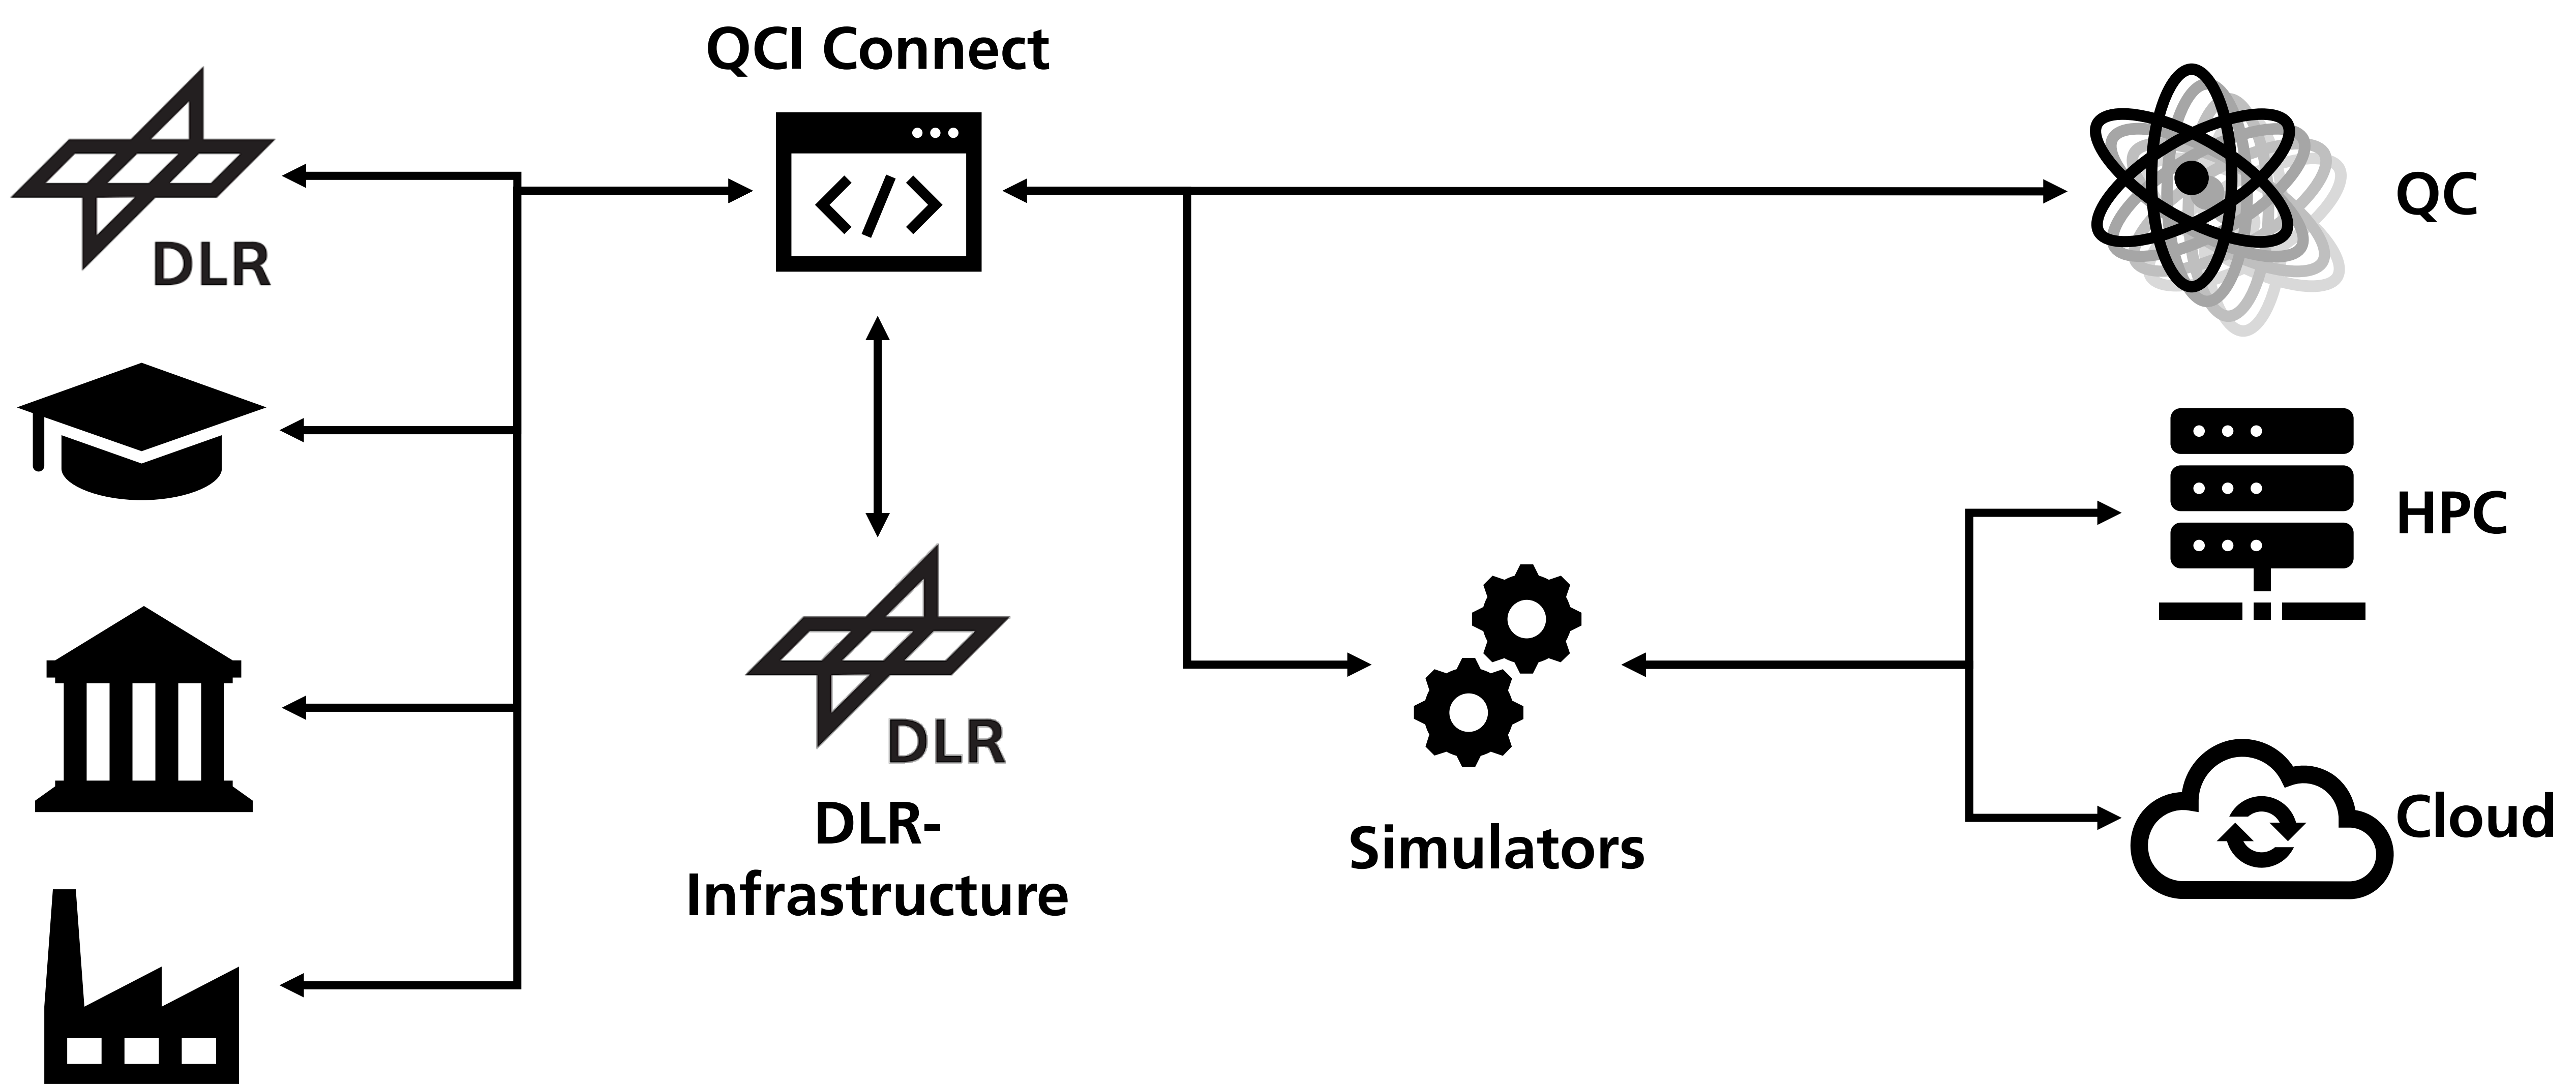 QCI Connect
DLR
QC
HPC
DLR
DLR-
Infrastructure
Simulators
Cloud